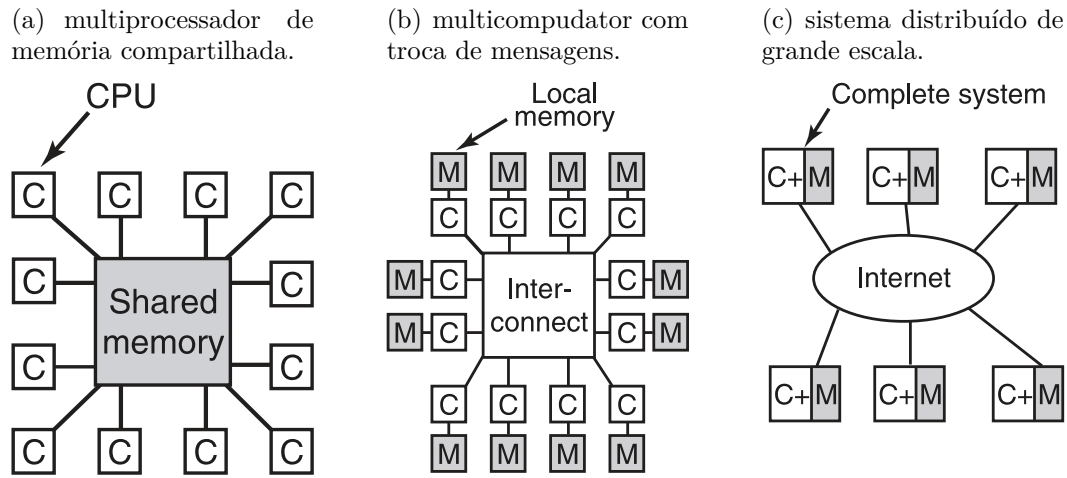 (a) multiprocessador de
memória compartilhada.
(b) multicompudator com
troca de mensagens.
(c) sistema distribuído de
grande escala.
CPU
C C C C
C C
Shared
memory
C C
C C C C
Local
memory
M M M M
C C C C
M C C M
Inter-
connect
M C C M
C C C C
M M M M
Complete system
C+ M C+ M C+ M
Internet
C+ M C+ M C+ M